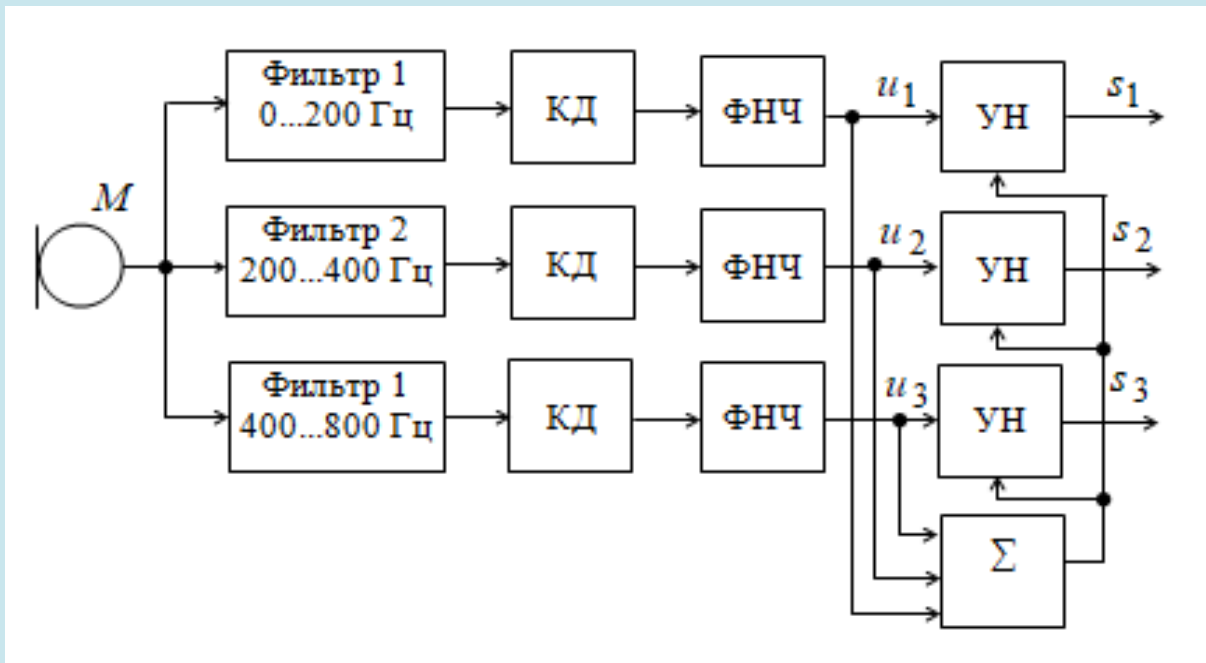 Фильтр 1
0...200 Гц
КД
ФНЧ
u1
УН
s1
M
Фильтр 2
200...400 Гц
КД
ФНЧ
u2
УН
s2
Фильтр 1
400...800 Гц
КД
ФНЧ
u3
УН
s3
Σ